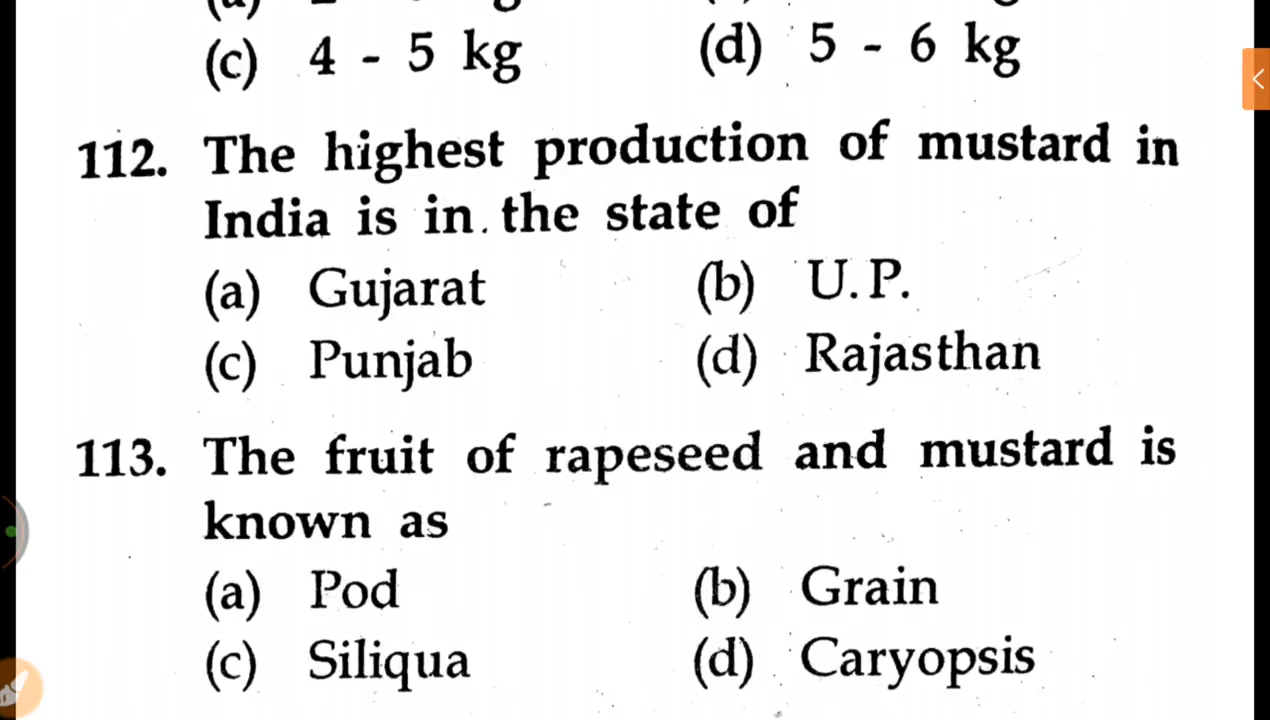 (c) 4 - 5 kg (d) 5 - 6 kg
112. The highest production of mustard in
India is in the state of
(a) Gujarat (b) U.P.
(c) Punjab (d) Rajasthan
113. The fruit of rapeseed and mustard is
known as
(a) Pod (b) Grain
(c) Siliqua (d) Caryopsis